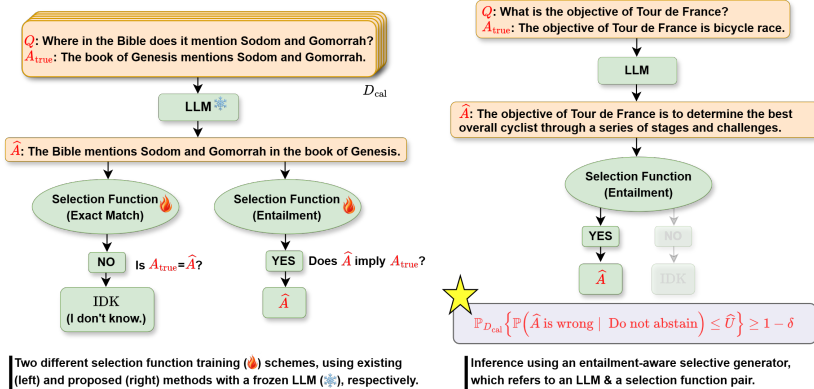 Q: Where in the Bible does it mention Sodom and Gomorrah?
A_true: The book of Genesis mentions Sodom and Gomorrah.
D_cal
LLM
Â: The Bible mentions Sodom and Gomorrah in the book of Genesis.
Selection Function
(Exact Match)
Selection Function
(Entailment)
NO
Is A_true=Â?
YES
Does Â imply A_true?
IDK
(I don't know.)
Â
Two different selection function training (🔥) schemes, using existing
(left) and proposed (right) methods with a frozen LLM (❄), respectively.
Q: What is the objective of Tour de France?
A_true: The objective of Tour de France is bicycle race.
LLM
Â: The objective of Tour de France is to determine the best
overall cyclist through a series of stages and challenges.
Selection Function
(Entailment)
YES
NO
Â
IDK
ℙ_D_cal{ℙ(Â is wrong | Do not abstain) ≤ Û} ≥ 1 − δ
Inference using an entailment-aware selective generator,
which refers to an LLM & a selection function pair.